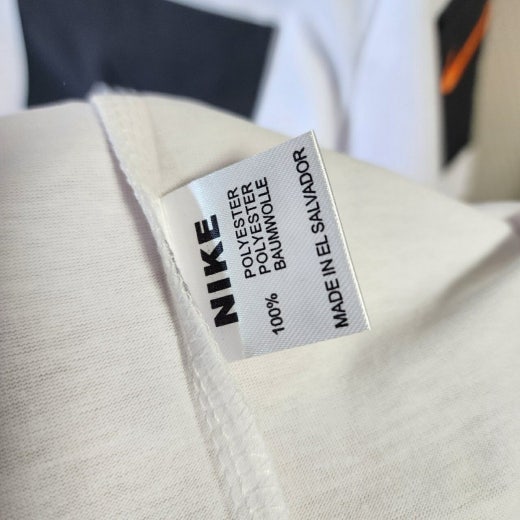 NIKE
POLYESTER
POLYESTER
100% BAUMWOLLE
MADE IN EL SALVADOR